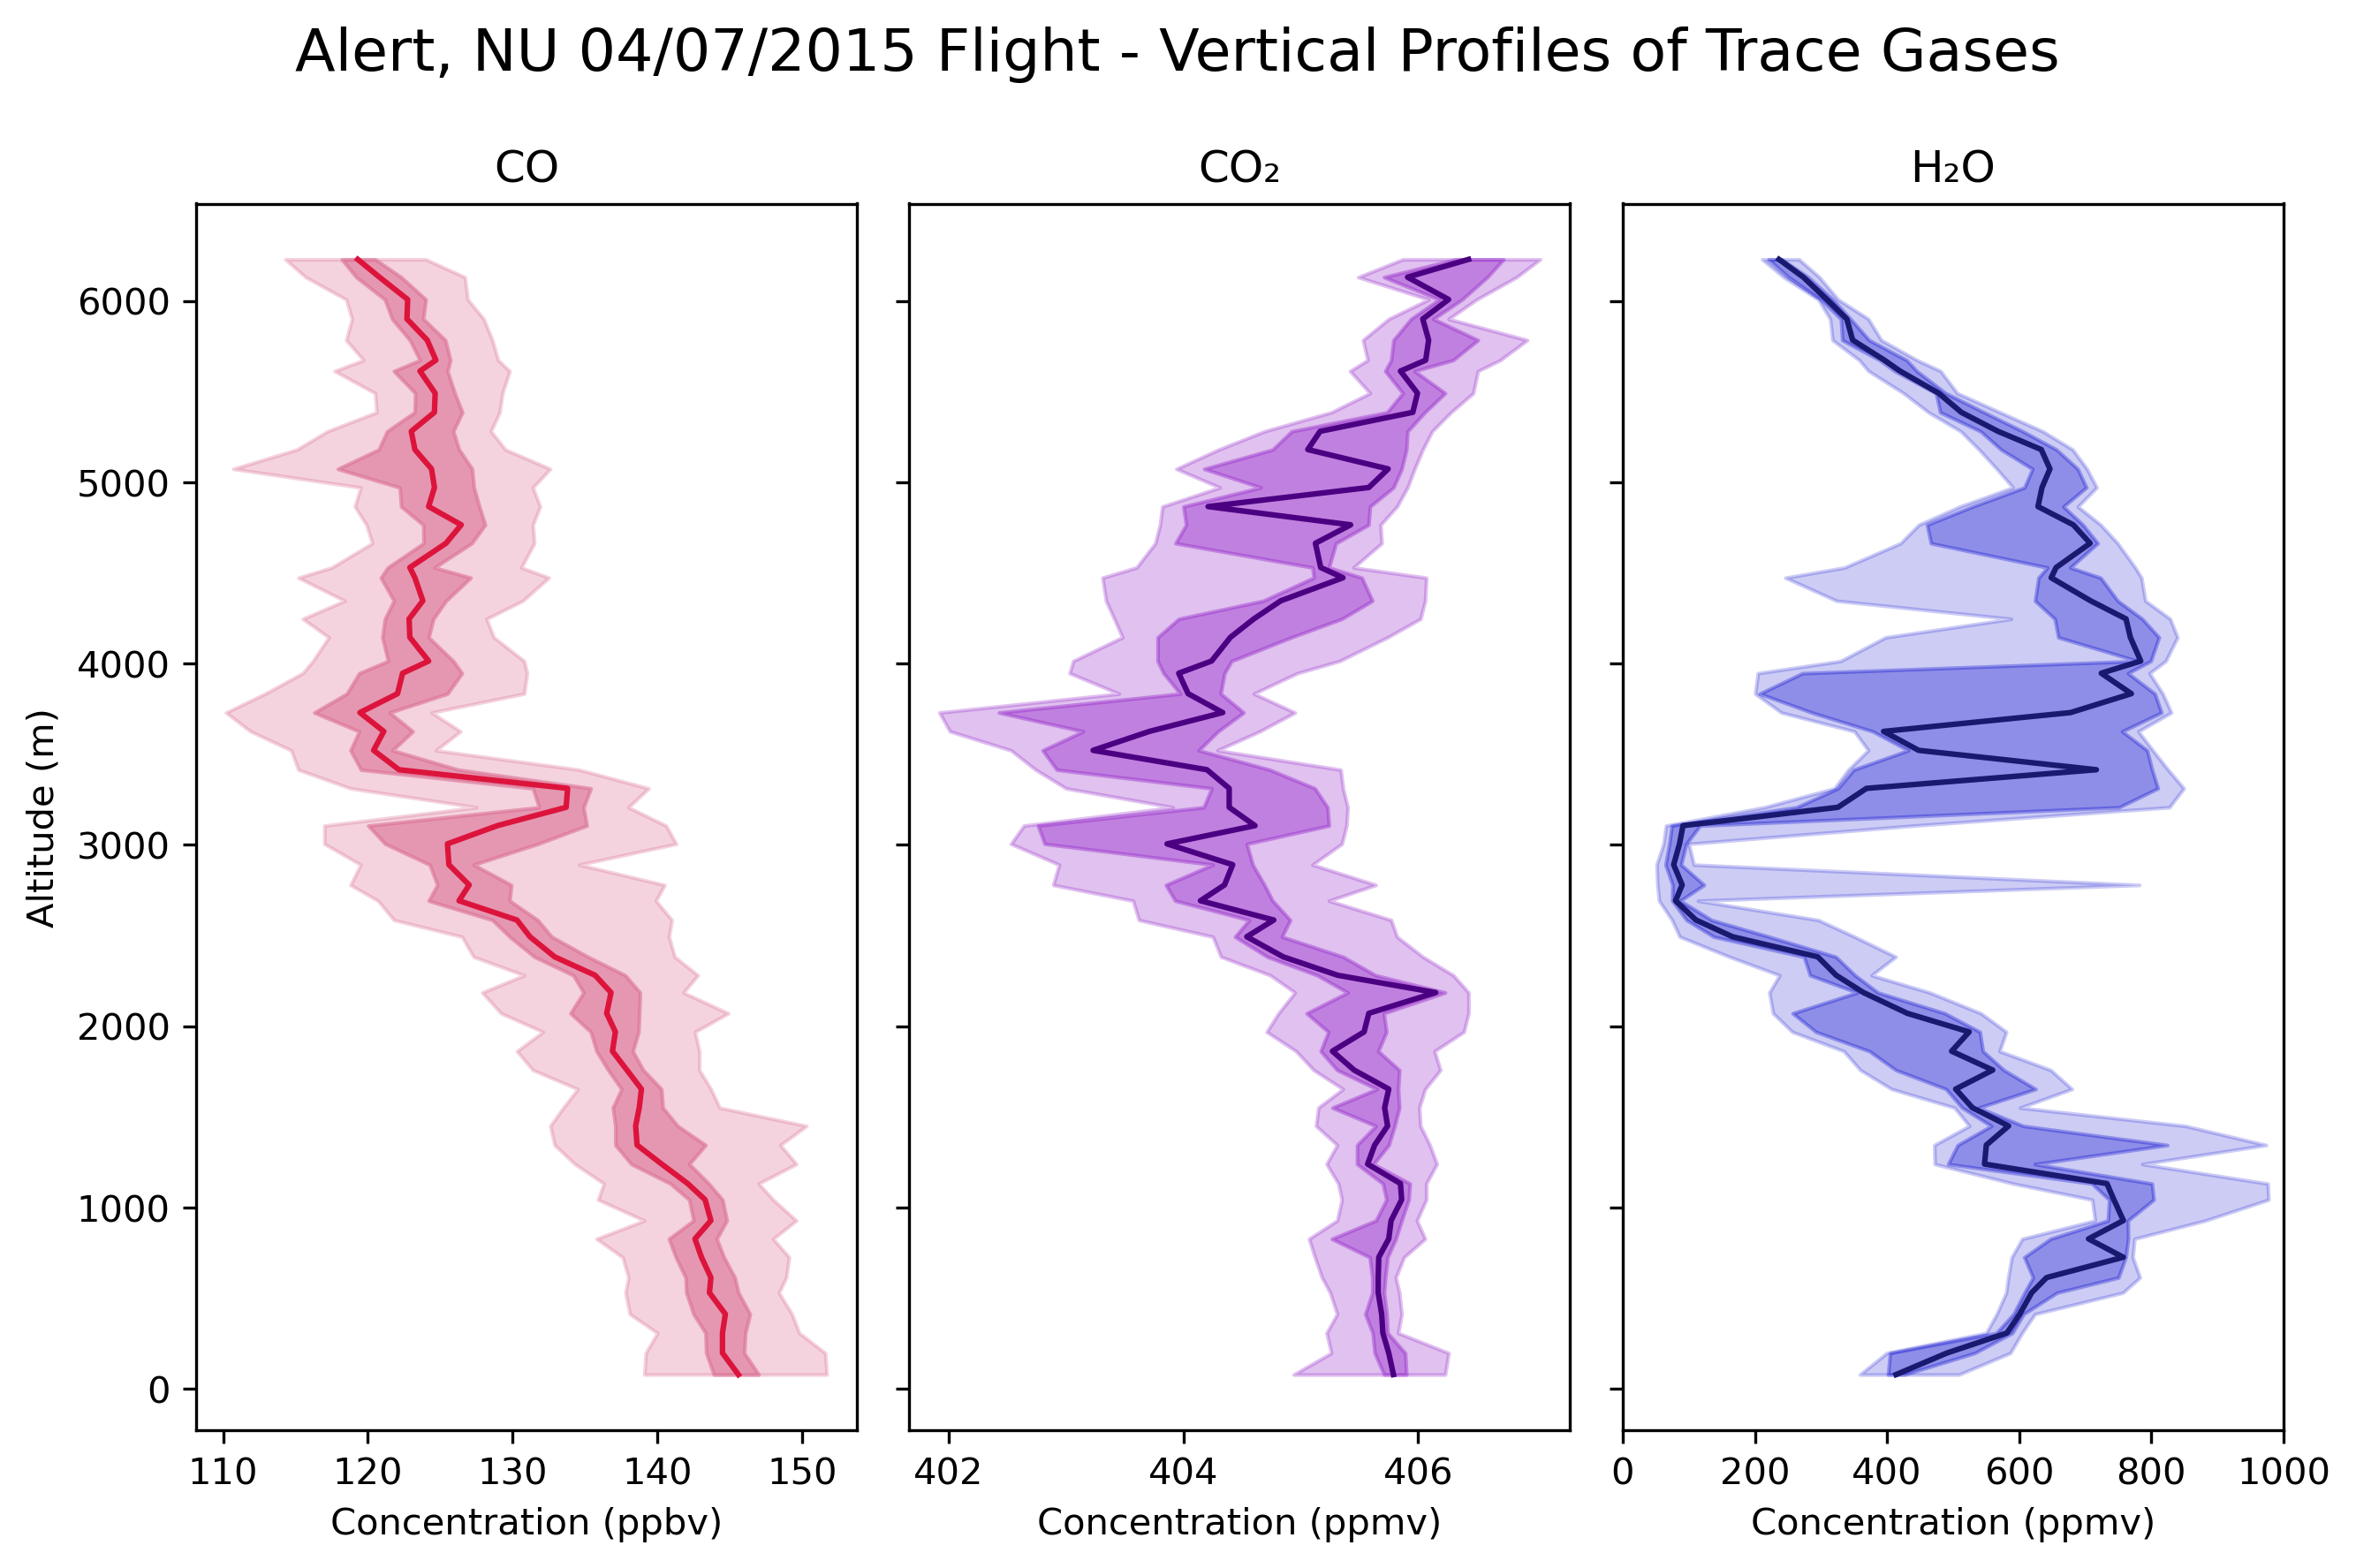 Alert, NU 04/07/2015 Flight - Vertical Profiles of Trace Gases
CO
CO₂
H₂O
Altitude (m)
6000
5000
4000
3000
2000
1000
0
110 120 130 140 150
402 404 406
0 200 400 600 800 1000
Concentration (ppbv)
Concentration (ppmv)
Concentration (ppmv)